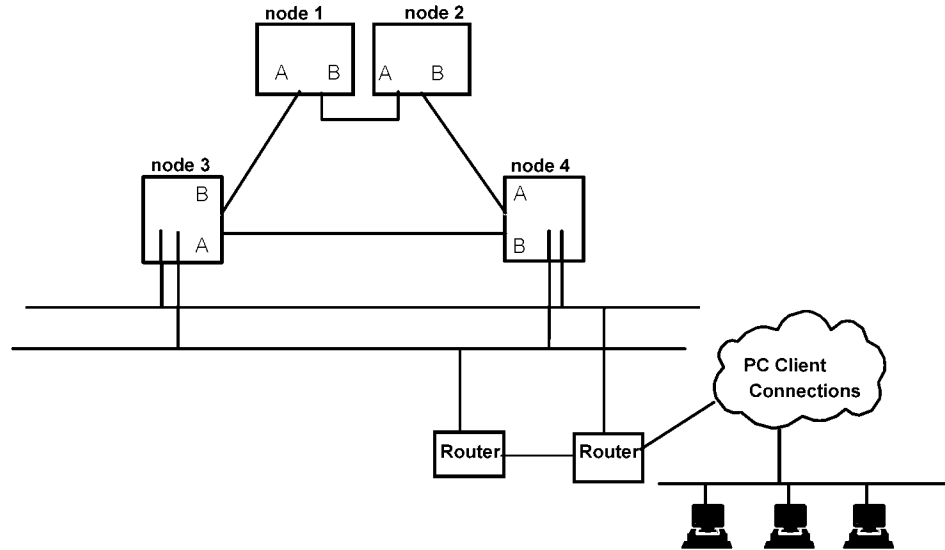 node 1
node 2
A B
A B
node 3
node 4
B
A
A
B
PC Client
Connections
Router
Router